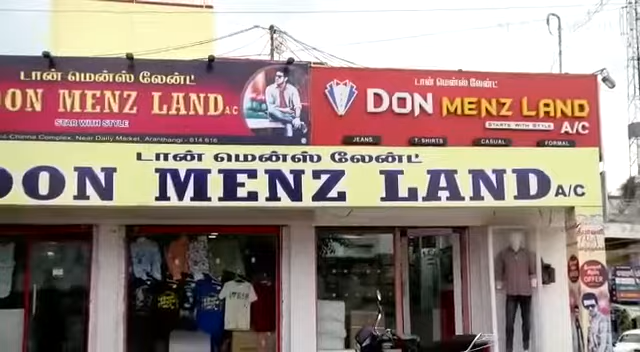 டான் மென்ஸ் லேன்ட்
DON MENZ LAND A.C
STAR WITH STYLE
Complex, Near Daily Market, Aranthangi - 614 616
டான் மென்ஸ் லேன்ட்
DON MENZ LAND
STARTS WITH STYLE
A/C
JEANS T-SHIRTS CASUAL FORMAL
டான் மென்ஸ் லேன்ட்
DON MENZ LAND A/C
OFFER